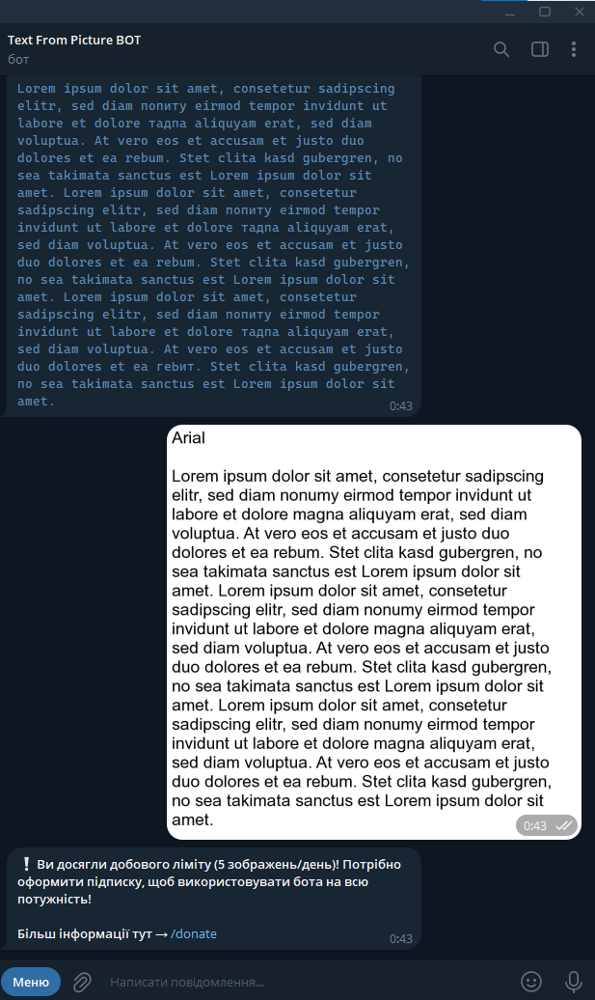 Text From Picture BOT
бот
Lorem ipsum dolor sit amet, consetetur sadipscing
elitr, sed diam попиту eirmod tempor invidunt ut
labore et dolore тадпа aliquyam erat, sed diam
voluptua. At vero eos et accusam et justo duo
dolores et ea rebum. Stet clita kasd gubergren, no
sea takimata sanctus est Lorem ipsum dolor sit
amet. Lorem ipsum dolor sit amet, consetetur
sadipscing elitr, sed diam попиту eirmod tempor
invidunt ut labore et dolore тадпа aliquyam erat,
sed diam voluptua. At vero eos et accusam et justo
duo dolores et ea rebum. Stet clita kasd gubergren,
по sea takimata sanctus est Lorem ipsum dolor sit
amet. Lorem ipsum dolor sit amet, consetetur
sadipscing elitr, sed diam попиту eirmod tempor
invidunt ut labore et dolore тадпа aliquyam erat,
sed diam voluptua. At vero eos et accusam et justo
duo dolores et ea геbит. Stet clita kasd gubergren,
no sea takimata sanctus est Lorem ipsum dolor sit
amet.
0:43
Arial
Lorem ipsum dolor sit amet, consetetur sadipscing
elitr, sed diam nonumy eirmod tempor invidunt ut
labore et dolore magna aliquyam erat, sed diam
voluptua. At vero eos et accusam et justo duo
dolores et ea rebum. Stet clita kasd gubergren, no
sea takimata sanctus est Lorem ipsum dolor sit
amet. Lorem ipsum dolor sit amet, consetetur
sadipscing elitr, sed diam nonumy eirmod tempor
invidunt ut labore et dolore magna aliquyam erat,
sed diam voluptua. At vero eos et accusam et justo
duo dolores et ea rebum. Stet clita kasd gubergren,
no sea takimata sanctus est Lorem ipsum dolor sit
amet. Lorem ipsum dolor sit amet, consetetur
sadipscing elitr, sed diam nonumy eirmod tempor
invidunt ut labore et dolore magna aliquyam erat,
sed diam voluptua. At vero eos et accusam et justo
duo dolores et ea rebum. Stet clita kasd gubergren,
no sea takimata sanctus est Lorem ipsum dolor sit
amet.
0:43
❕ Ви досягли добового ліміту (5 зображень/день)! Потрібно
оформити підписку, щоб використовувати бота на всю
потужність!
Більш інформації тут → /donate
0:43
Меню
Написати повідомлення...